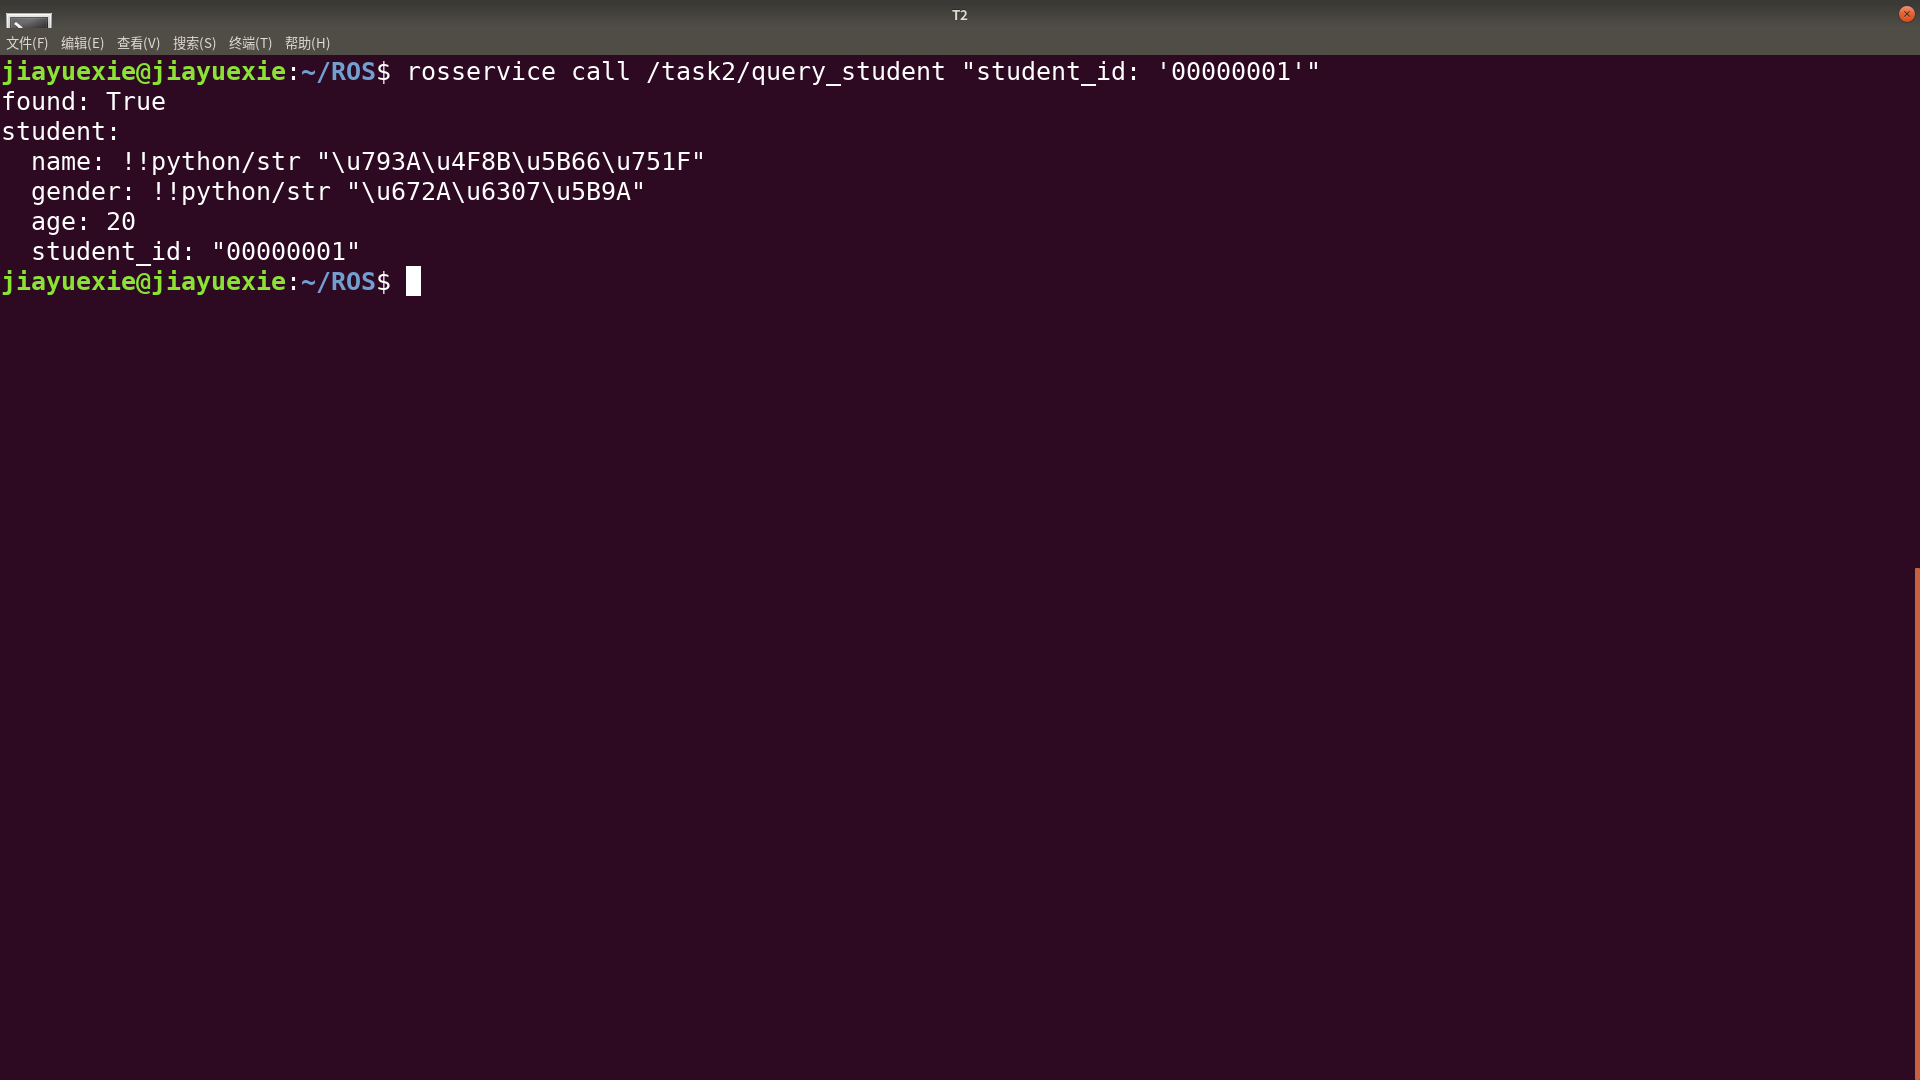 T2
文件(F) 编辑(E) 查看(V) 搜索(S) 终端(T) 帮助(H)
jiayuexie@jiayuexie:~/ROS$ rosservice call /task2/query_student "student_id: '00000001'"
found: True
student:
  name: !!python/str "\u793A\u4F8B\u5B66\u751F"
  gender: !!python/str "\u672A\u6307\u5B9A"
  age: 20
  student_id: "00000001"
jiayuexie@jiayuexie:~/ROS$